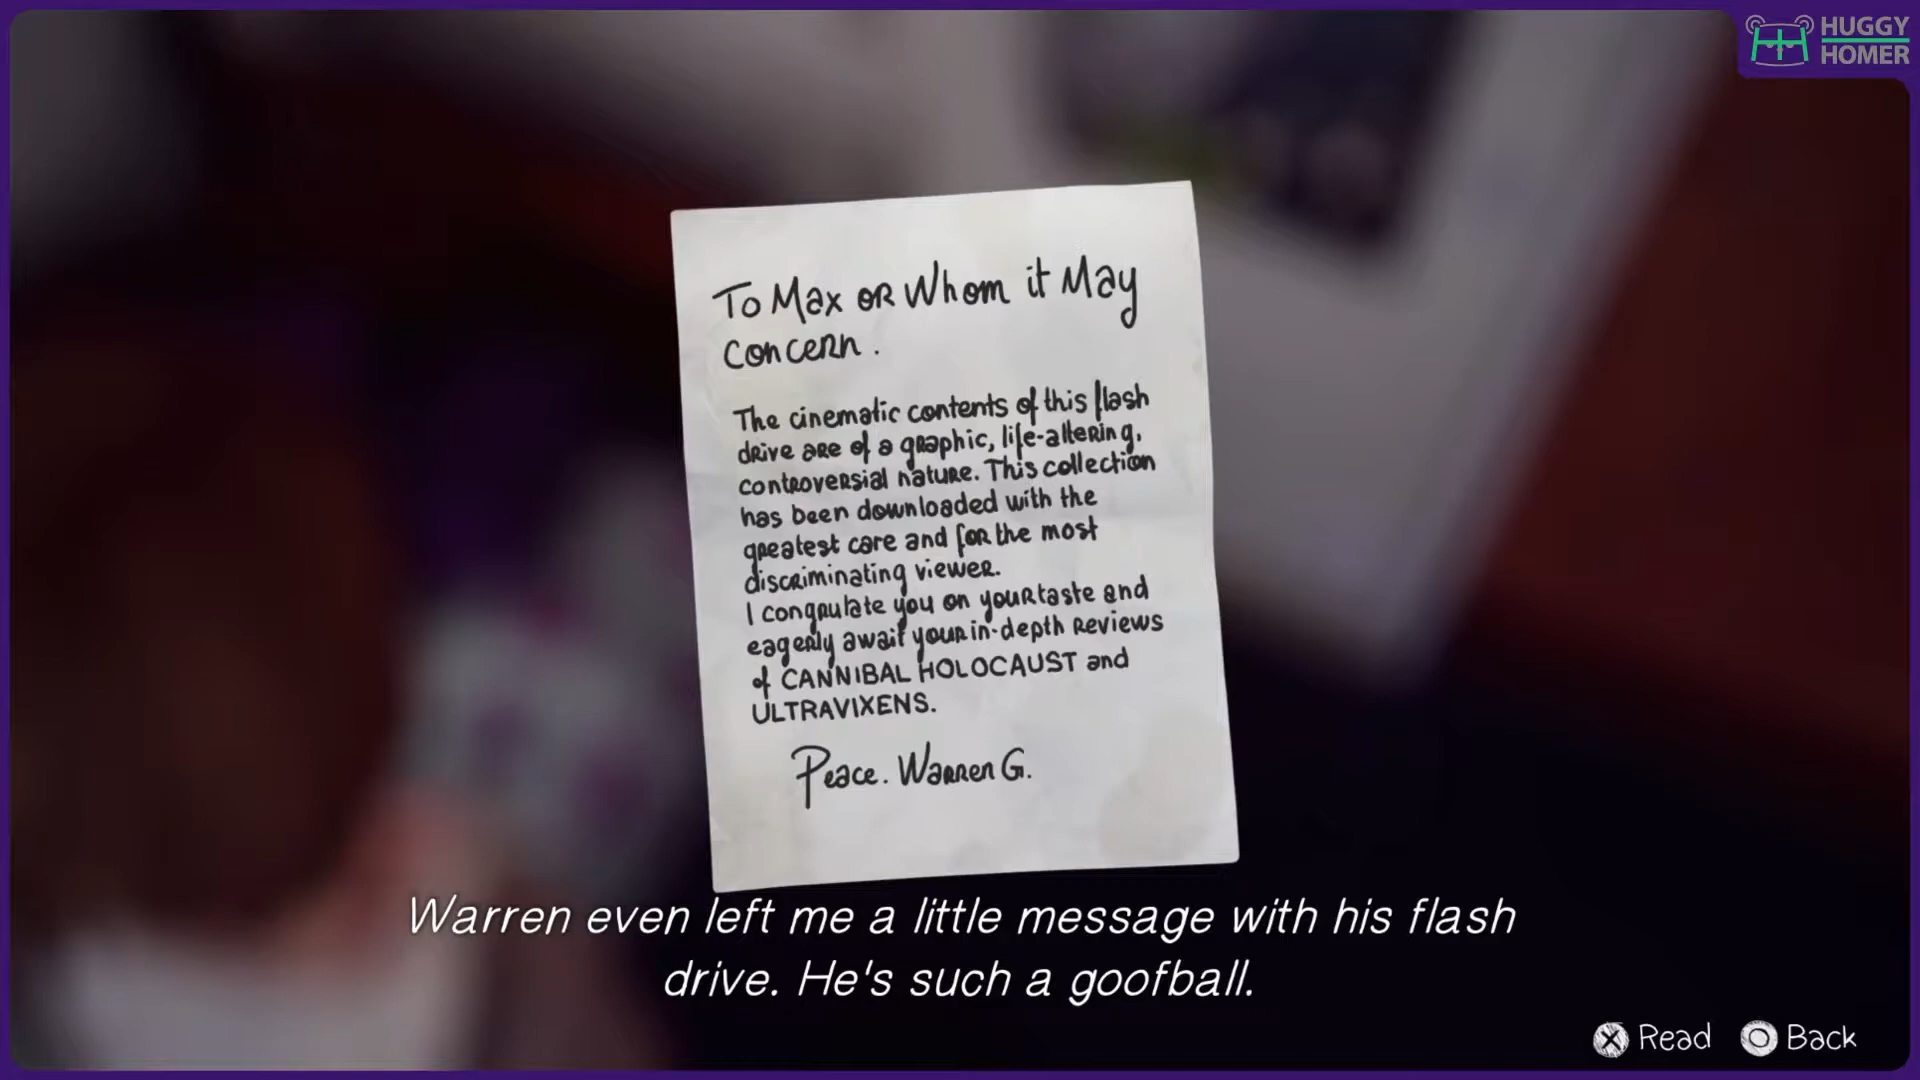 HUGGY
HOMER
To Max or Whom it May
concern.
The cinematic contents of this flash
drive are of a graphic, life-altering,
controversial nature. This collection
has been downloaded with the
greatest care and for the most
discriminating viewer.
I congrulate you on your taste and
eagerly await your in-depth reviews
of CANNIBAL HOLOCAUST and
ULTRAVIXENS.
Peace. Warren G.
Warren even left me a little message with his flash
drive. He's such a goofball.
Read Back